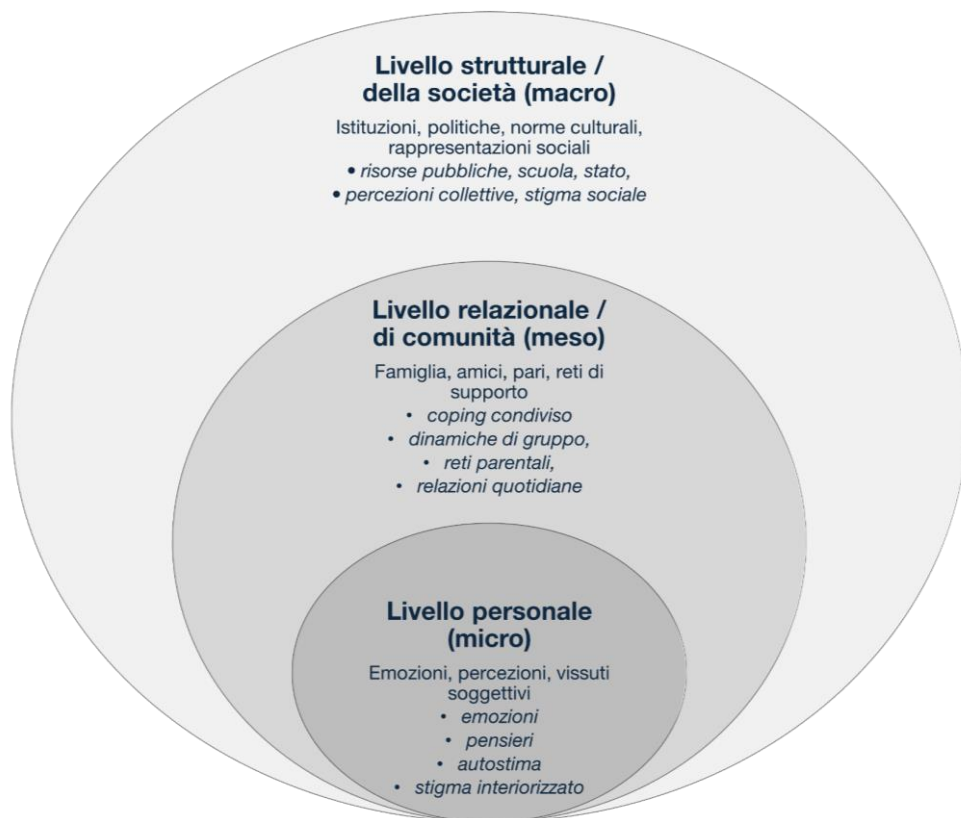 Livello strutturale /
della società (macro)
Istituzioni, politiche, norme culturali,
rappresentazioni sociali
• risorse pubbliche, scuola, stato,
• percezioni collettive, stigma sociale
Livello relazionale /
di comunità (meso)
Famiglia, amici, pari, reti di
supporto
• coping condiviso
• dinamiche di gruppo,
• reti parentali,
• relazioni quotidiane
Livello personale
(micro)
Emozioni, percezioni, vissuti
soggettivi
• emozioni
• pensieri
• autostima
• stigma interiorizzato